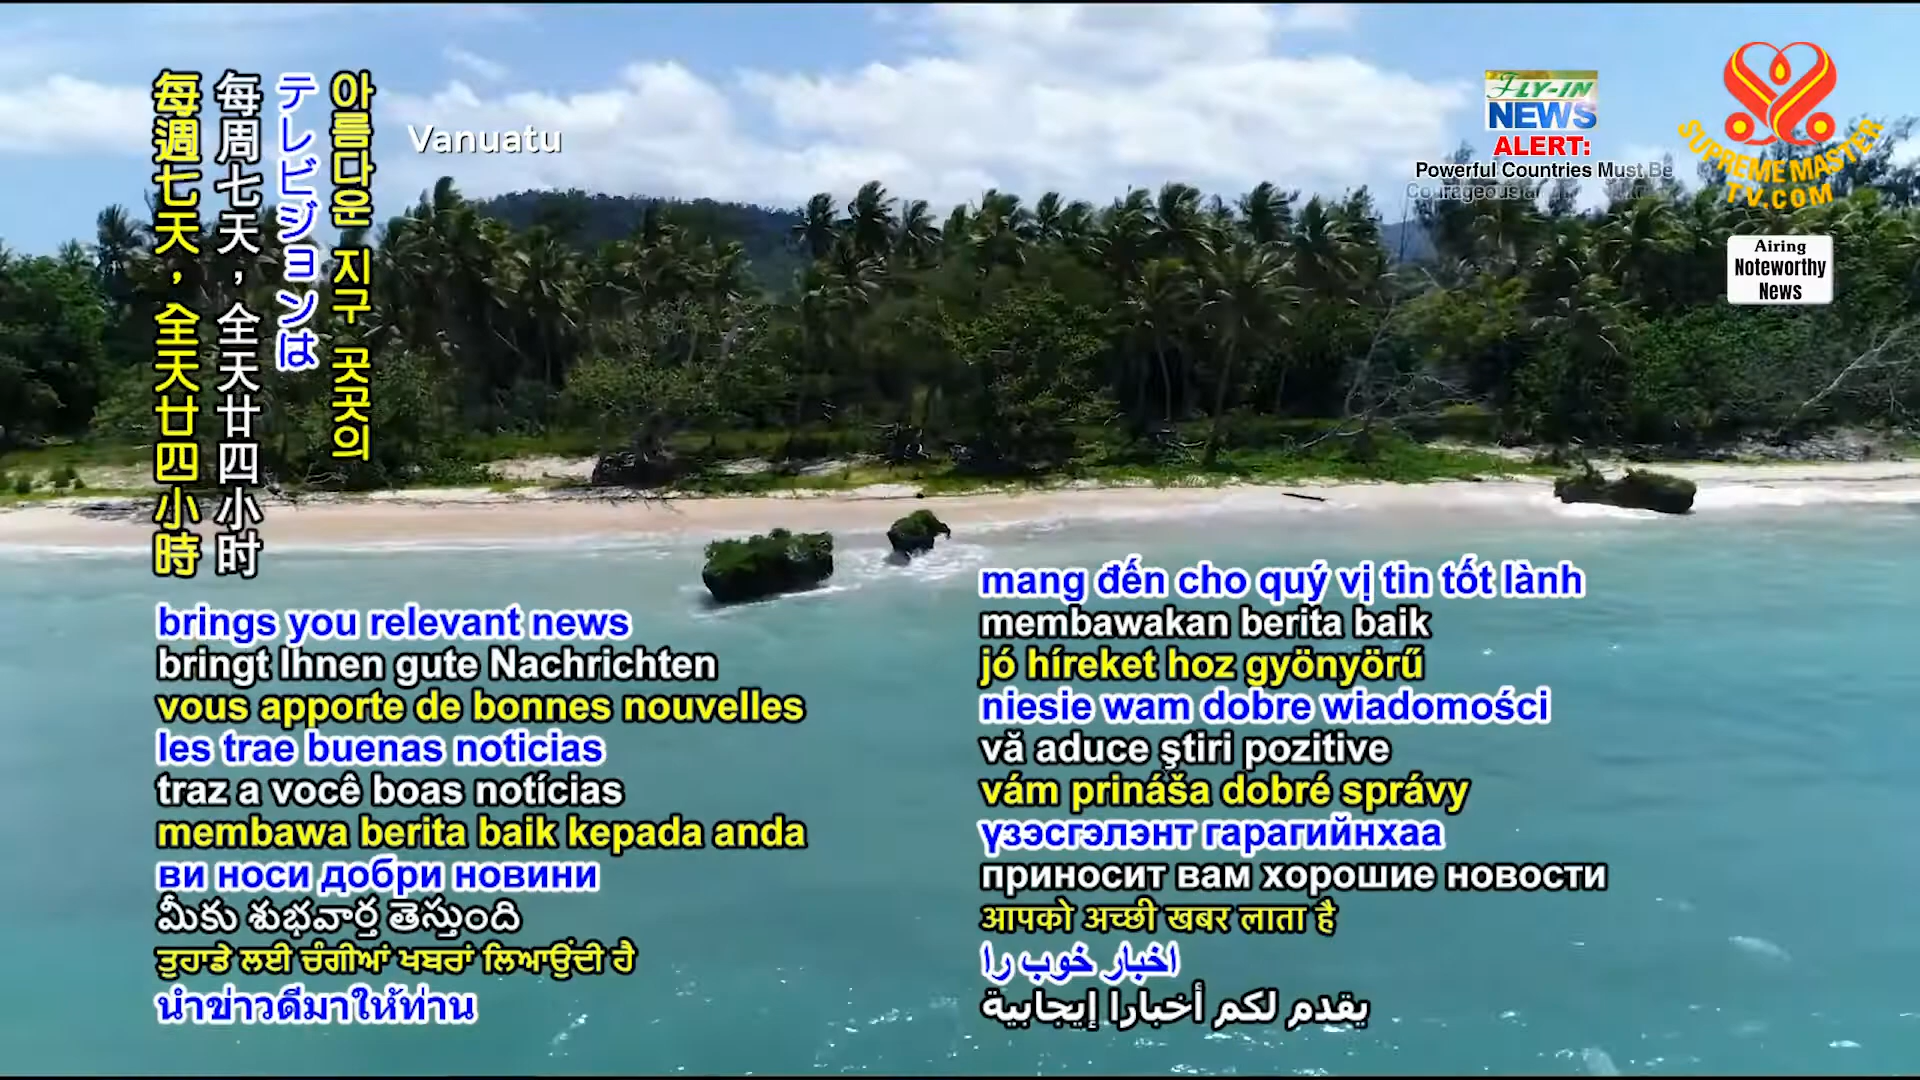 每週七天，全天廿四小時
每周七天，全天廿四小时
テレビジョンは
아름다운 지구 곳곳의
Vanuatu
FLY-IN
NEWS
ALERT:
Powerful Countries Must Be
Courageous and
SUPREME MASTER
TV.COM
Airing
Noteworthy
News
brings you relevant news
bringt Ihnen gute Nachrichten
vous apporte de bonnes nouvelles
les trae buenas noticias
traz a você boas notícias
membawa berita baik kepada anda
ви носи добри новини
మీకు శుభవార్త తెస్తుంది
ਤੁਹਾਡੇ ਲਈ ਚੰਗੀਆਂ ਖਬਰਾਂ ਲਿਆਉਂਦੀ ਹੈ
นำข่าวดีมาให้ท่าน
mang đến cho quý vị tin tốt lành
membawakan berita baik
jó híreket hoz gyönyörű
niesie wam dobre wiadomości
vă aduce ştiri pozitive
vám prináša dobré správy
үзэсгэлэнт гарагийнхаа
приносит вам хорошие новости
आपको अच्छी खबर लाता है
اخبار خوب را
يقدم لكم أخبارا إيجابية